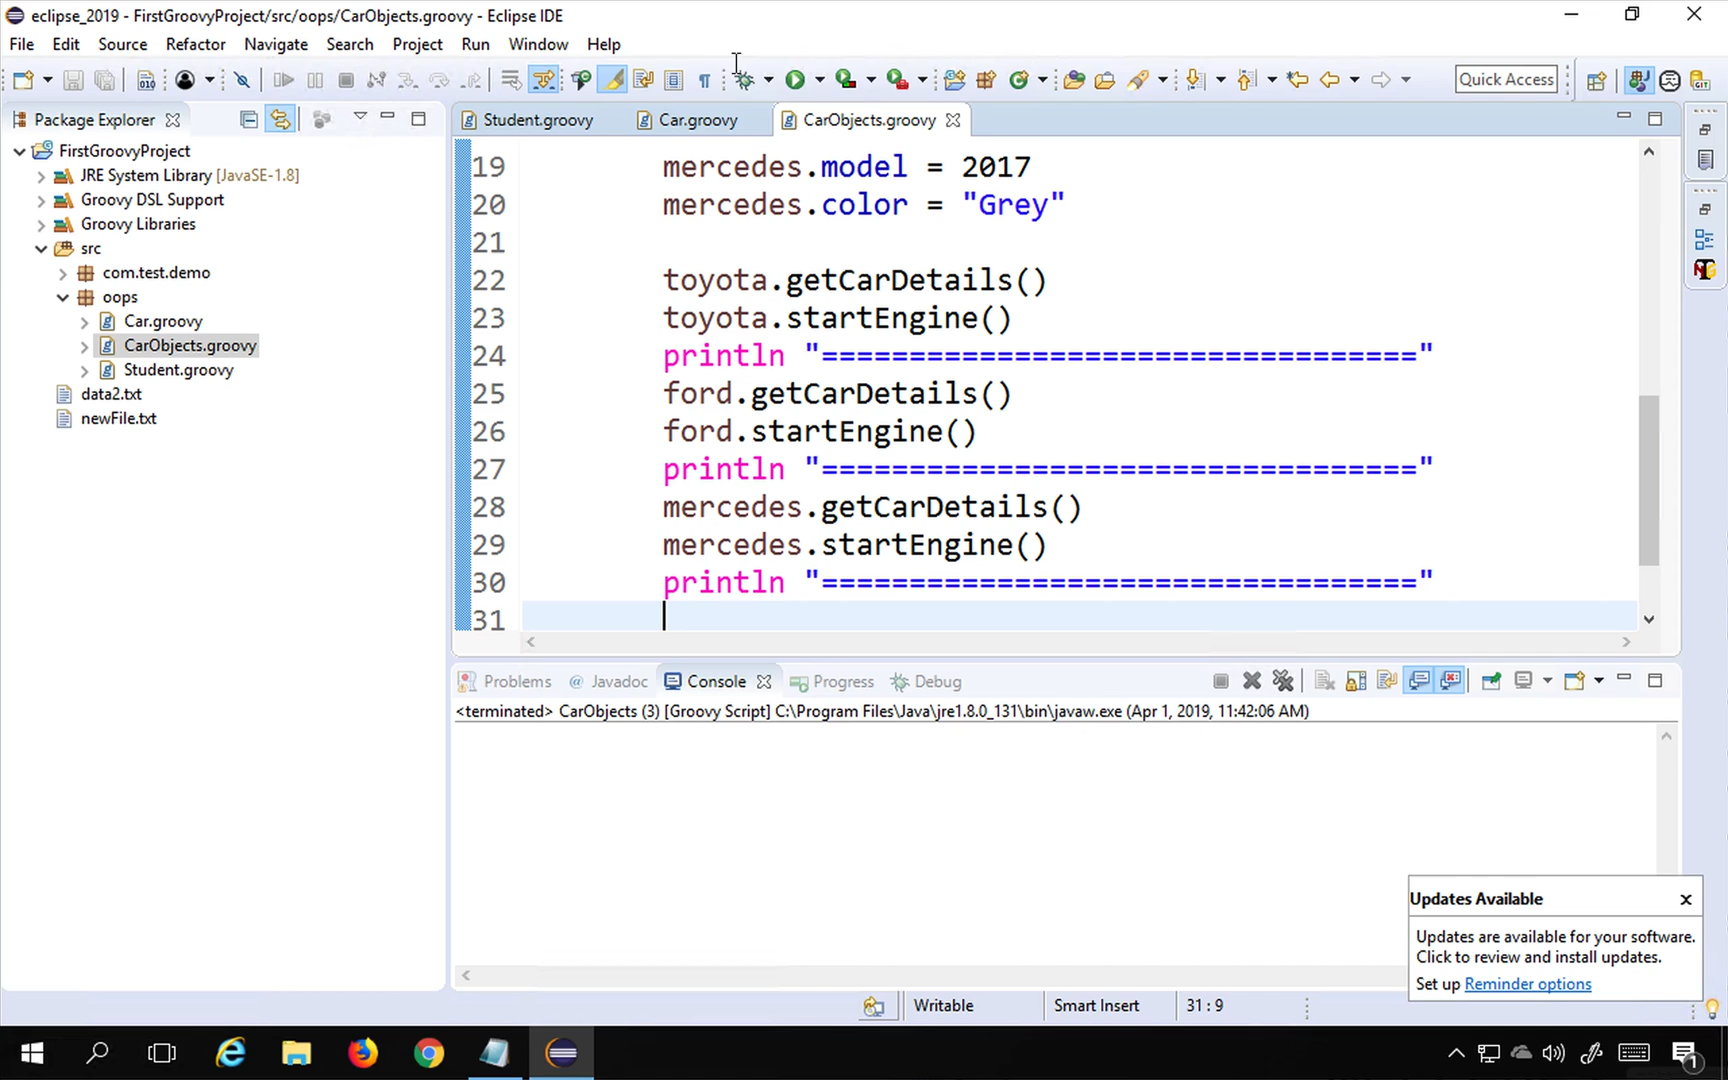 eclipse_2019 - FirstGroovyProject/src/oops/CarObjects.groovy - Eclipse IDE
File Edit Source Refactor Navigate Search Project Run Window Help
Quick Access
Package Explorer
Student.groovy Car.groovy CarObjects.groovy
FirstGroovyProject
JRE System Library [JavaSE-1.8]
Groovy DSL Support
Groovy Libraries
src
com.test.demo
oops
Car.groovy
CarObjects.groovy
Student.groovy
data2.txt
newFile.txt
19 mercedes.model = 2017
20 mercedes.color = "Grey"
21
22 toyota.getCarDetails()
23 toyota.startEngine()
24 println "=================================="
25 ford.getCarDetails()
26 ford.startEngine()
27 println "=================================="
28 mercedes.getCarDetails()
29 mercedes.startEngine()
30 println "=================================="
31
Problems @ Javadoc Console Progress Debug
<terminated> CarObjects (3) [Groovy Script] C:\Program Files\Java\jre1.8.0_131\bin\javaw.exe (Apr 1, 2019, 11:42:06 AM)
Updates Available
Updates are available for your software.
Click to review and install updates.
Set up Reminder options
Writable Smart Insert 31 : 9
1